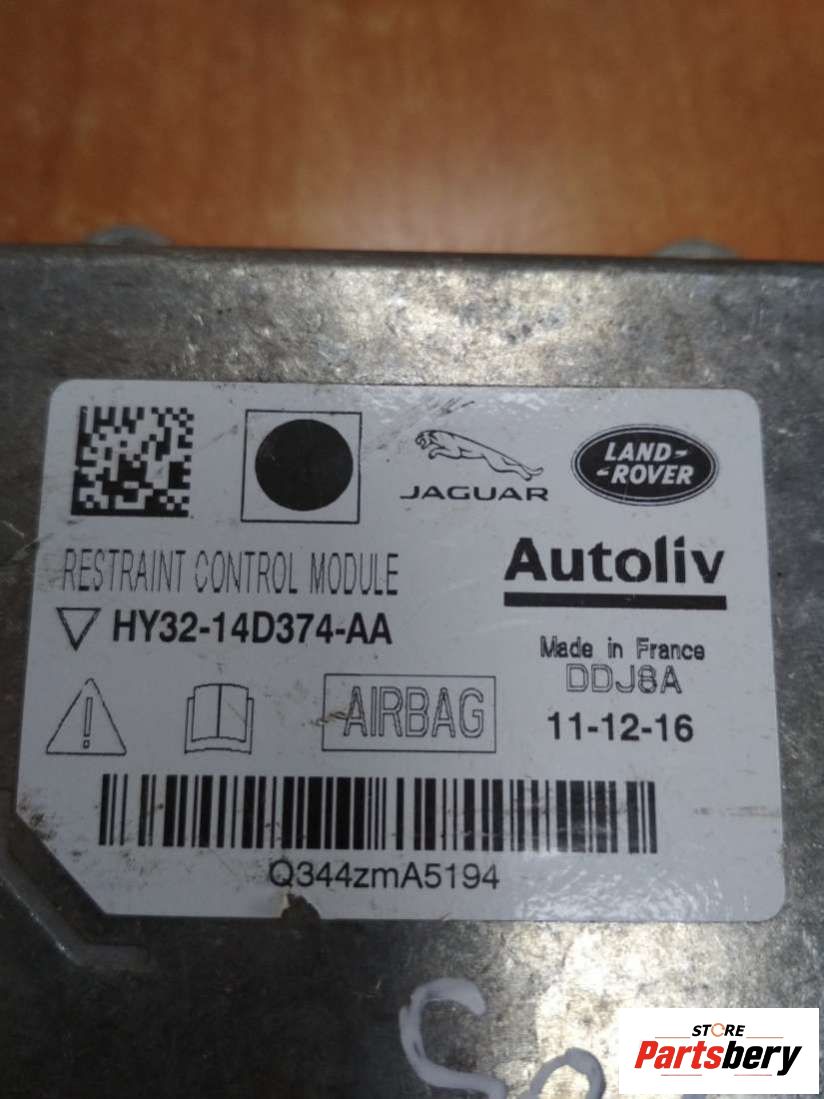 JAGUAR
LAND-
-ROVER
RESTRAINT CONTROL MODULE
Autoliv
HY32-14D374-AA
Made in France
DDJ8A
AIRBAG
11-12-16
Q344zmA5194
STORE
Partsbery